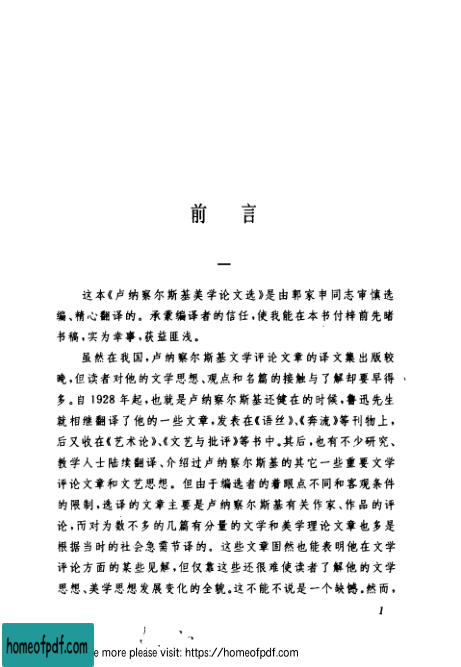 前 言
一
这本《卢纳察尔斯基美学论文选》是由郭家申同志审慎选
编、精心翻译的。承蒙编译者的信任,使我能在本书付梓前先睹
书稿,实为幸事,获益匪浅。
虽然在我国,卢纳察尔斯基文学评论文章的译文集出版较
晚,但读者对他的文学思想、观点和名篇的接触与了解却要早得
多。自1928年起,也就是卢纳察尔斯基还健在的时候,鲁迅先生
就相继翻译了他的一些文章,发表在《语丝》、《奔流》等刊物上,
后又收在《艺术论》、《文艺与批评》等书中。其后,也有不少研究、
教学人士陆续翻译、介绍过卢纳察尔斯基的其它一些重要文学
评论文章和文艺思想。但由于编选者的着眼点不同和客观条件
的限制,选译的文章主要是卢纳察尔斯基有关作家、作品的评
论,而对为数不多的几篇有分量的文学和美学理论文章也多是
根据当时的社会急需节译的。这些文章固然也能表明他在文学
评论方面的某些见解,但仅靠这些还很难使读者了解他的文学
思想、美学思想发展变化的全貌。这不能不说是一个缺憾。然而,
1
homeofpdf.com
e more please visit: https://homeofpdf.com